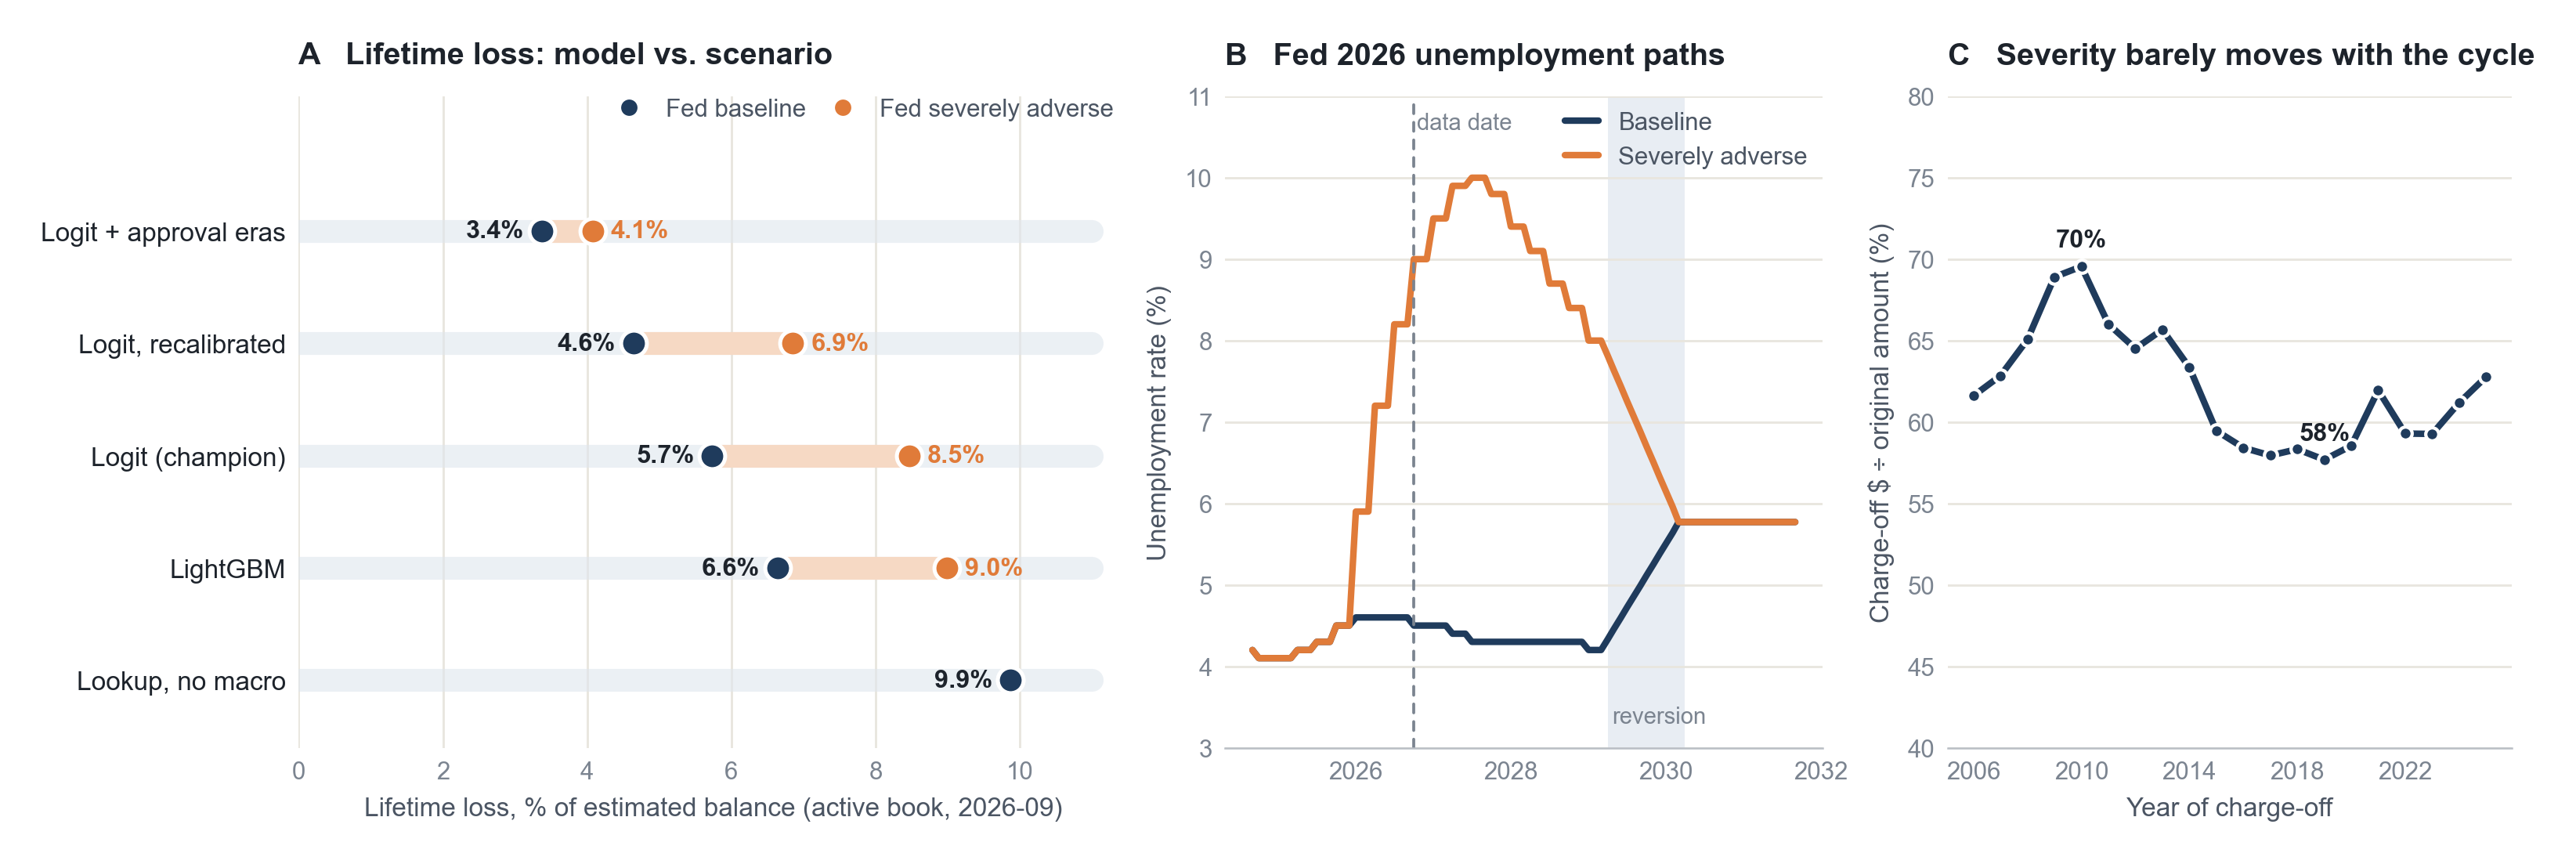 A Lifetime loss: model vs. scenario
Fed baseline
Fed severely adverse
Logit + approval eras
3.4%
4.1%
Logit, recalibrated
4.6%
6.9%
Logit (champion)
5.7%
8.5%
LightGBM
6.6%
9.0%
Lookup, no macro
9.9%
0 2 4 6 8 10
Lifetime loss, % of estimated balance (active book, 2026-09)
B Fed 2026 unemployment paths
Unemployment rate (%)
11
10
9
8
7
6
5
4
3
data date
Baseline
Severely adverse
reversion
2026 2028 2030 2032
C Severity barely moves with the cycle
Charge-off $ ÷ original amount (%)
80
75
70
65
60
55
50
45
40
70%
58%
2006 2010 2014 2018 2022
Year of charge-off